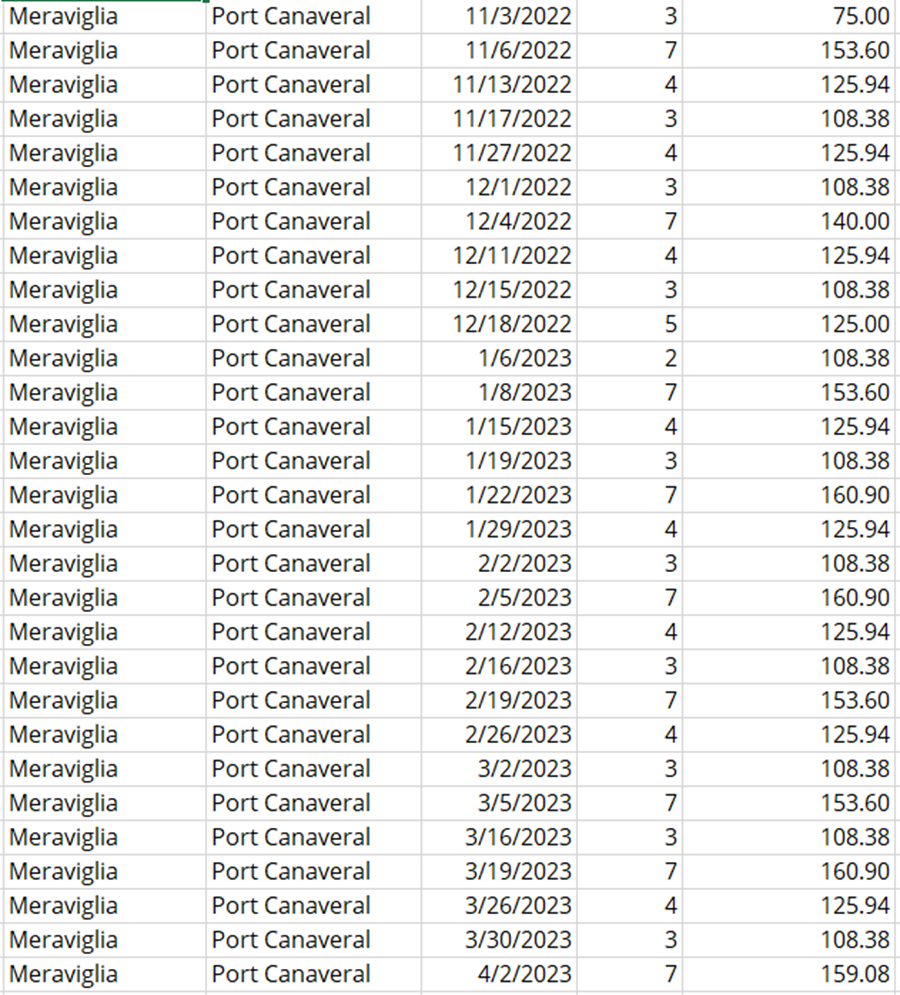 Meraviglia Port Canaveral 11/3/2022 3 75.00
Meraviglia Port Canaveral 11/6/2022 7 153.60
Meraviglia Port Canaveral 11/13/2022 4 125.94
Meraviglia Port Canaveral 11/17/2022 3 108.38
Meraviglia Port Canaveral 11/27/2022 4 125.94
Meraviglia Port Canaveral 12/1/2022 3 108.38
Meraviglia Port Canaveral 12/4/2022 7 140.00
Meraviglia Port Canaveral 12/11/2022 4 125.94
Meraviglia Port Canaveral 12/15/2022 3 108.38
Meraviglia Port Canaveral 12/18/2022 5 125.00
Meraviglia Port Canaveral 1/6/2023 2 108.38
Meraviglia Port Canaveral 1/8/2023 7 153.60
Meraviglia Port Canaveral 1/15/2023 4 125.94
Meraviglia Port Canaveral 1/19/2023 3 108.38
Meraviglia Port Canaveral 1/22/2023 7 160.90
Meraviglia Port Canaveral 1/29/2023 4 125.94
Meraviglia Port Canaveral 2/2/2023 3 108.38
Meraviglia Port Canaveral 2/5/2023 7 160.90
Meraviglia Port Canaveral 2/12/2023 4 125.94
Meraviglia Port Canaveral 2/16/2023 3 108.38
Meraviglia Port Canaveral 2/19/2023 7 153.60
Meraviglia Port Canaveral 2/26/2023 4 125.94
Meraviglia Port Canaveral 3/2/2023 3 108.38
Meraviglia Port Canaveral 3/5/2023 7 153.60
Meraviglia Port Canaveral 3/16/2023 3 108.38
Meraviglia Port Canaveral 3/19/2023 7 160.90
Meraviglia Port Canaveral 3/26/2023 4 125.94
Meraviglia Port Canaveral 3/30/2023 3 108.38
Meraviglia Port Canaveral 4/2/2023 7 159.08